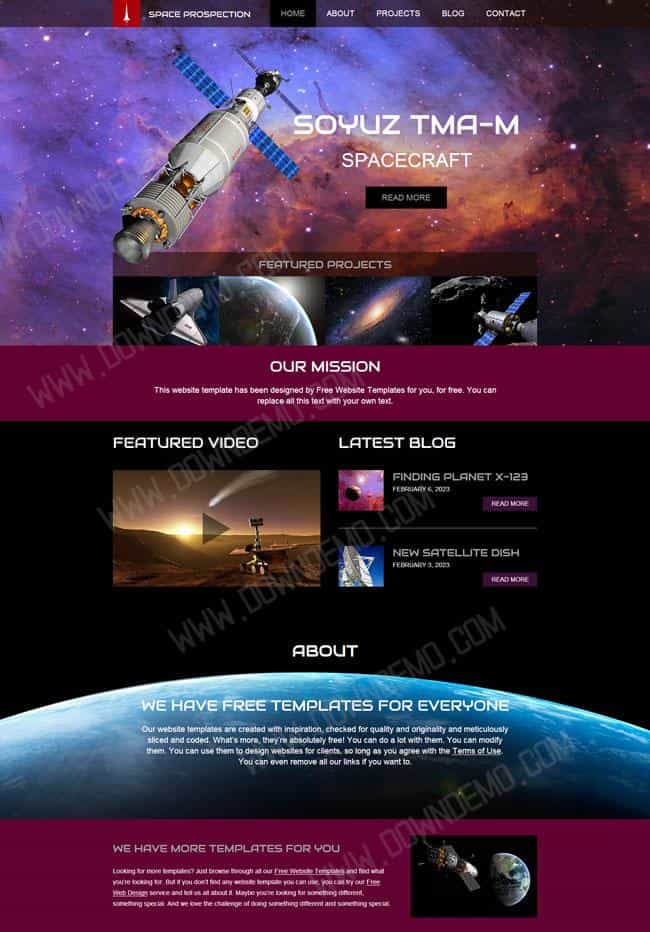 SPACE PROSPECTION
HOME
ABOUT
PROJECTS
BLOG
CONTACT
SOYUZ TMA-M
SPACECRAFT
READ MORE
FEATURED PROJECTS
OUR MISSION
This website template has been designed by Free Website Templates for you, for free. You can
replace all this text with your own text.
FEATURED VIDEO
LATEST BLOG
FINDING PLANET X-123
FEBRUARY 6, 2023
READ MORE
NEW SATELLITE DISH
FEBRUARY 3, 2023
READ MORE
ABOUT
WE HAVE FREE TEMPLATES FOR EVERYONE
Our website templates are created with inspiration, checked for quality and originality and meticulously
sliced and coded. What's more, they're absolutely free! You can do a lot with them. You can modify
them. You can use them to design websites for clients, so long as you agree with the Terms of Use.
You can even remove all our links if you want to.
WE HAVE MORE TEMPLATES FOR YOU
Looking for more templates? Just browse through all our Free Website Templates and find what
you're looking for. But if you don't find any website template you can use, you can try our Free
Web Design service and tell us all about it. Maybe you're looking for something different,
something special. And we love the challenge of doing something different and something special.
WWW.DOWNDEMO.COM
WWW.DOWNDEMO.COM
WWW.DOWNDEMO.COM